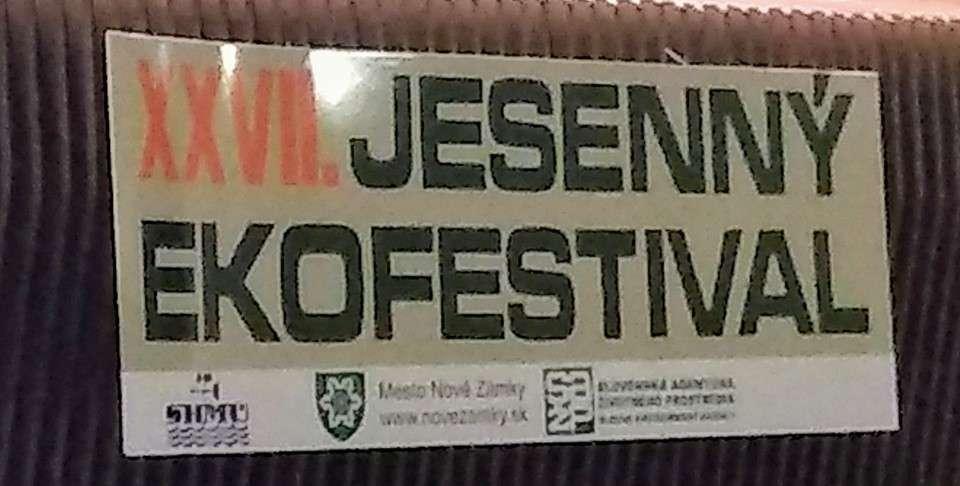 XXVII. JESENNÝ
EKOFESTIVAL
Mesto Nové Zámky
www.novezamky.sk
SLOVENSKÁ AGENTÚRA
ŽIVOTNÉHO PROSTREDIA